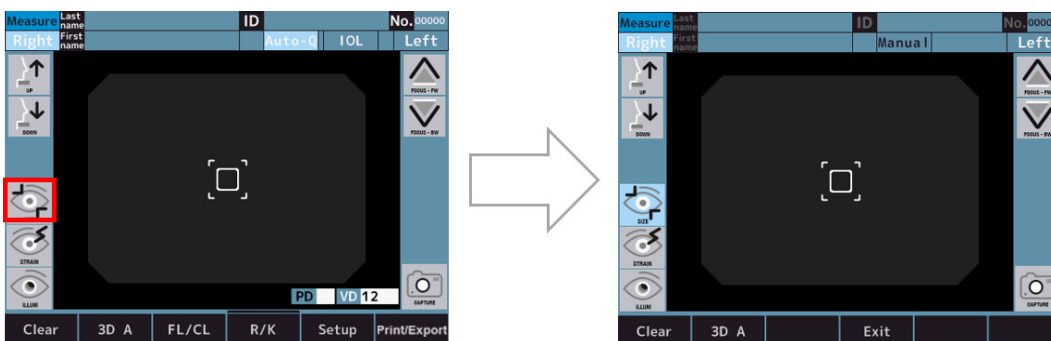 Measure Last name ID No. 00000
Right First name Auto-Q IOL Left
UP
FOCUS - FW
DOWN
FOCUS - BW
STRAIN
ILLUM
PD VD 12
CAPTURE
Clear 3D A FL/CL R/K Setup Print/Export
Measure Last name ID No. 0000
Right First name Manual Left
UP
FOCUS - FW
DOWN
FOCUS - BW
SIZE
STRAIN
ILLUM
CAPTURE
Clear 3D A Exit